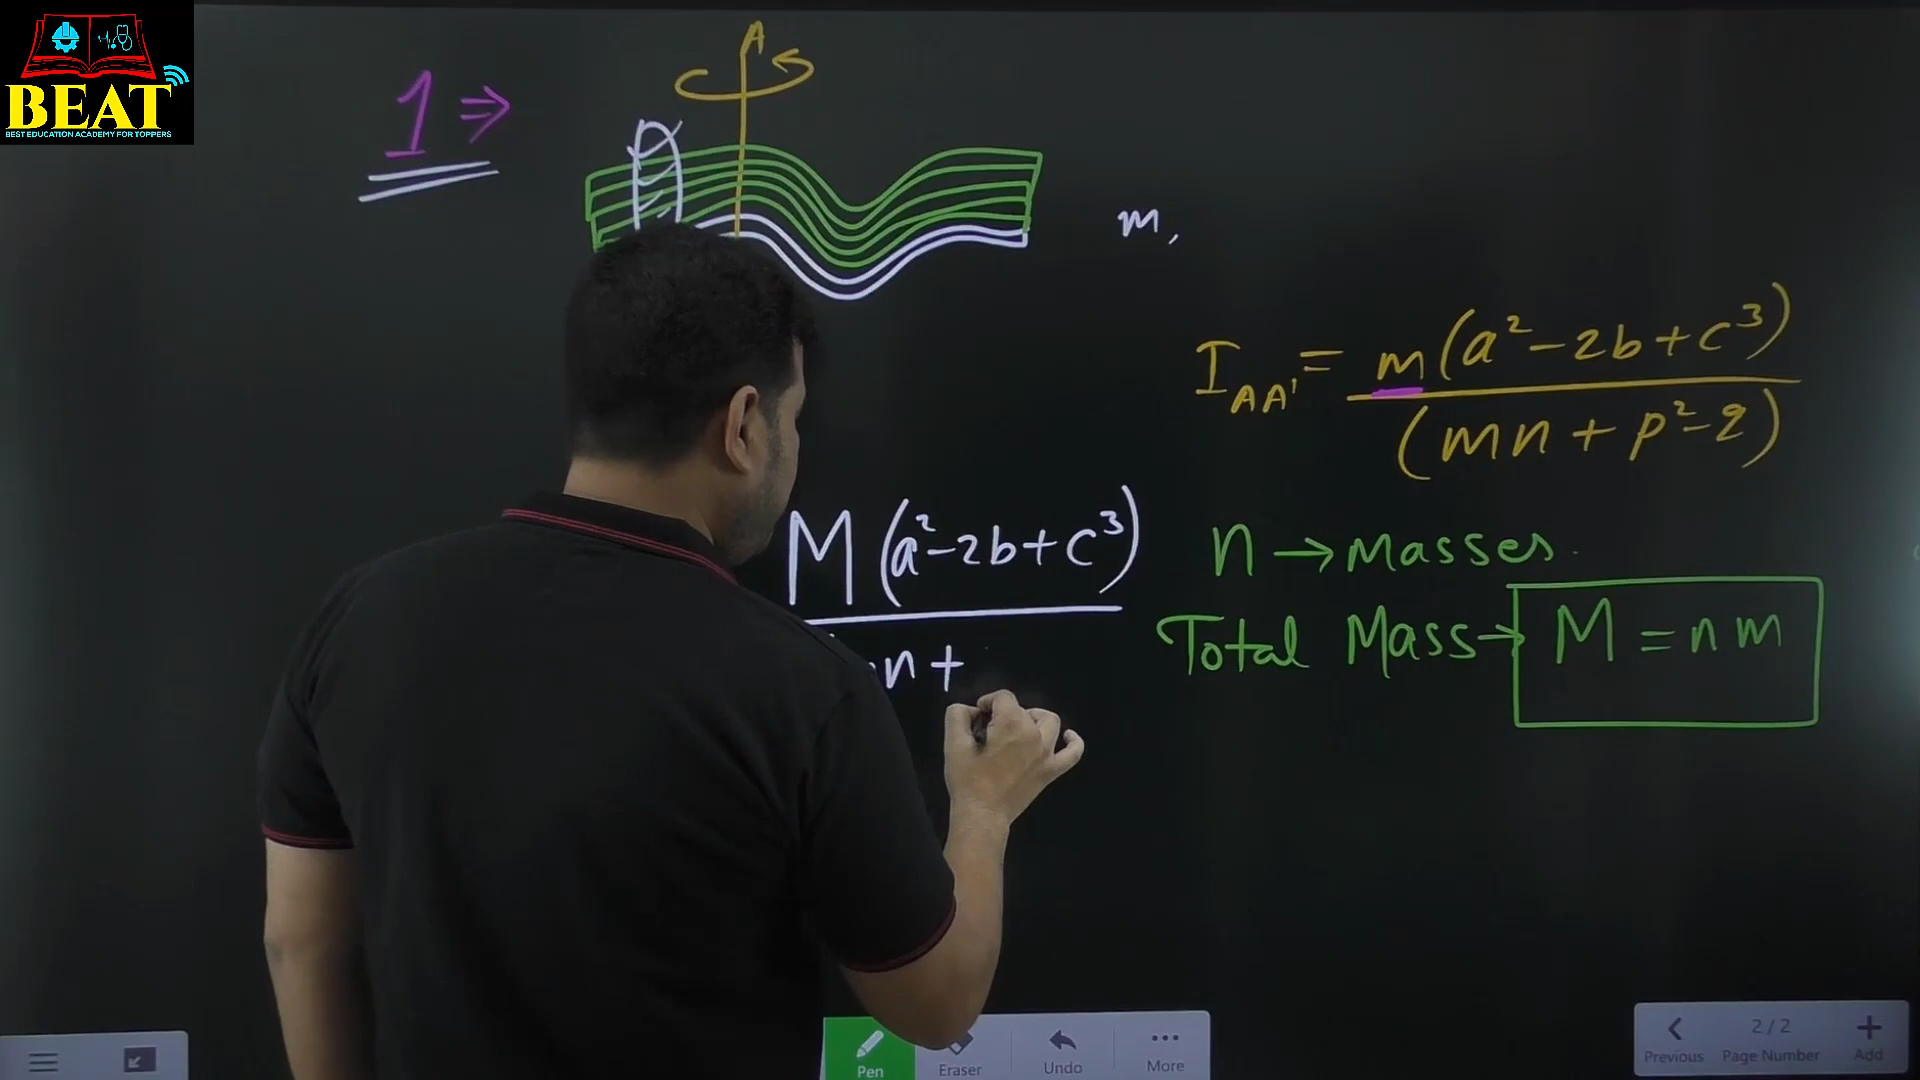 BEAT
BEST EDUCATION ACADEMY FOR TOPPERS
1 ⇒
A
m,
I_AA' = m(a²-2b+c³) / (mn+p²-2)
M(a²-2b+c³)
n+
n → Masses.
Total Mass → M = nm
Pen
Eraser
Undo
More
Previous
2 / 2
Page Number
Add